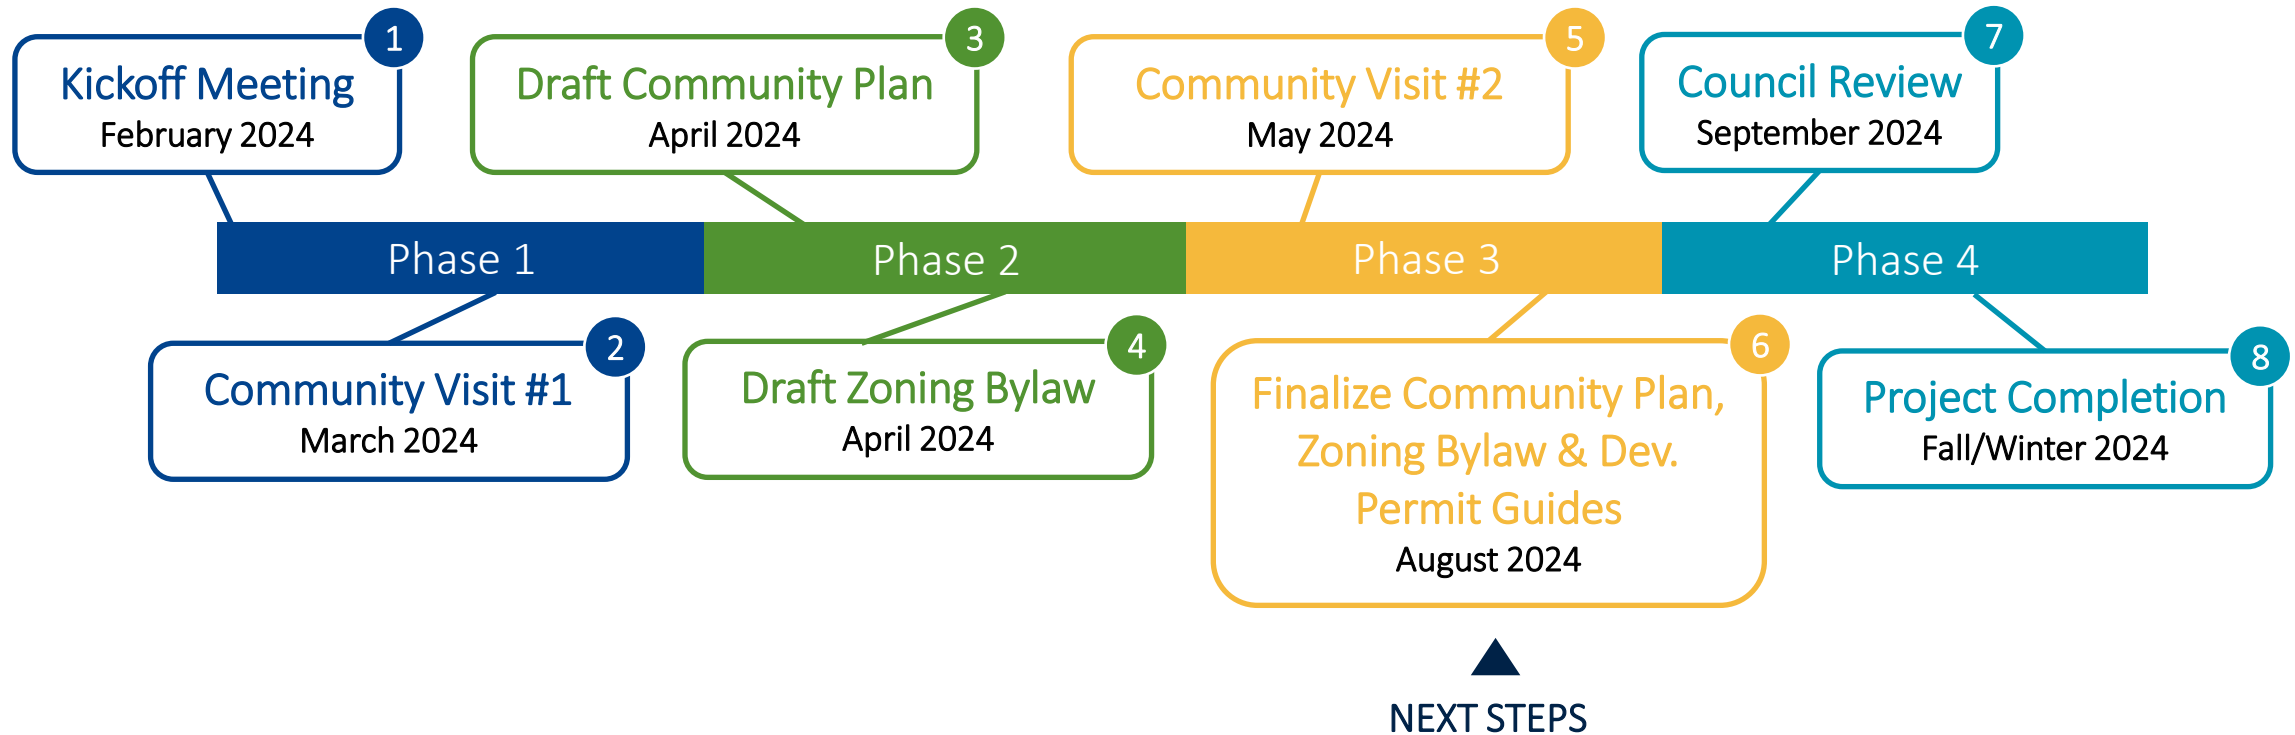 1
Kickoff Meeting
February 2024
3
Draft Community Plan
April 2024
5
Community Visit #2
May 2024
7
Council Review
September 2024
Phase 1
Phase 2
Phase 3
Phase 4
2
Community Visit #1
March 2024
4
Draft Zoning Bylaw
April 2024
6
Finalize Community Plan,
Zoning Bylaw & Dev.
Permit Guides
August 2024
8
Project Completion
Fall/Winter 2024
NEXT STEPS